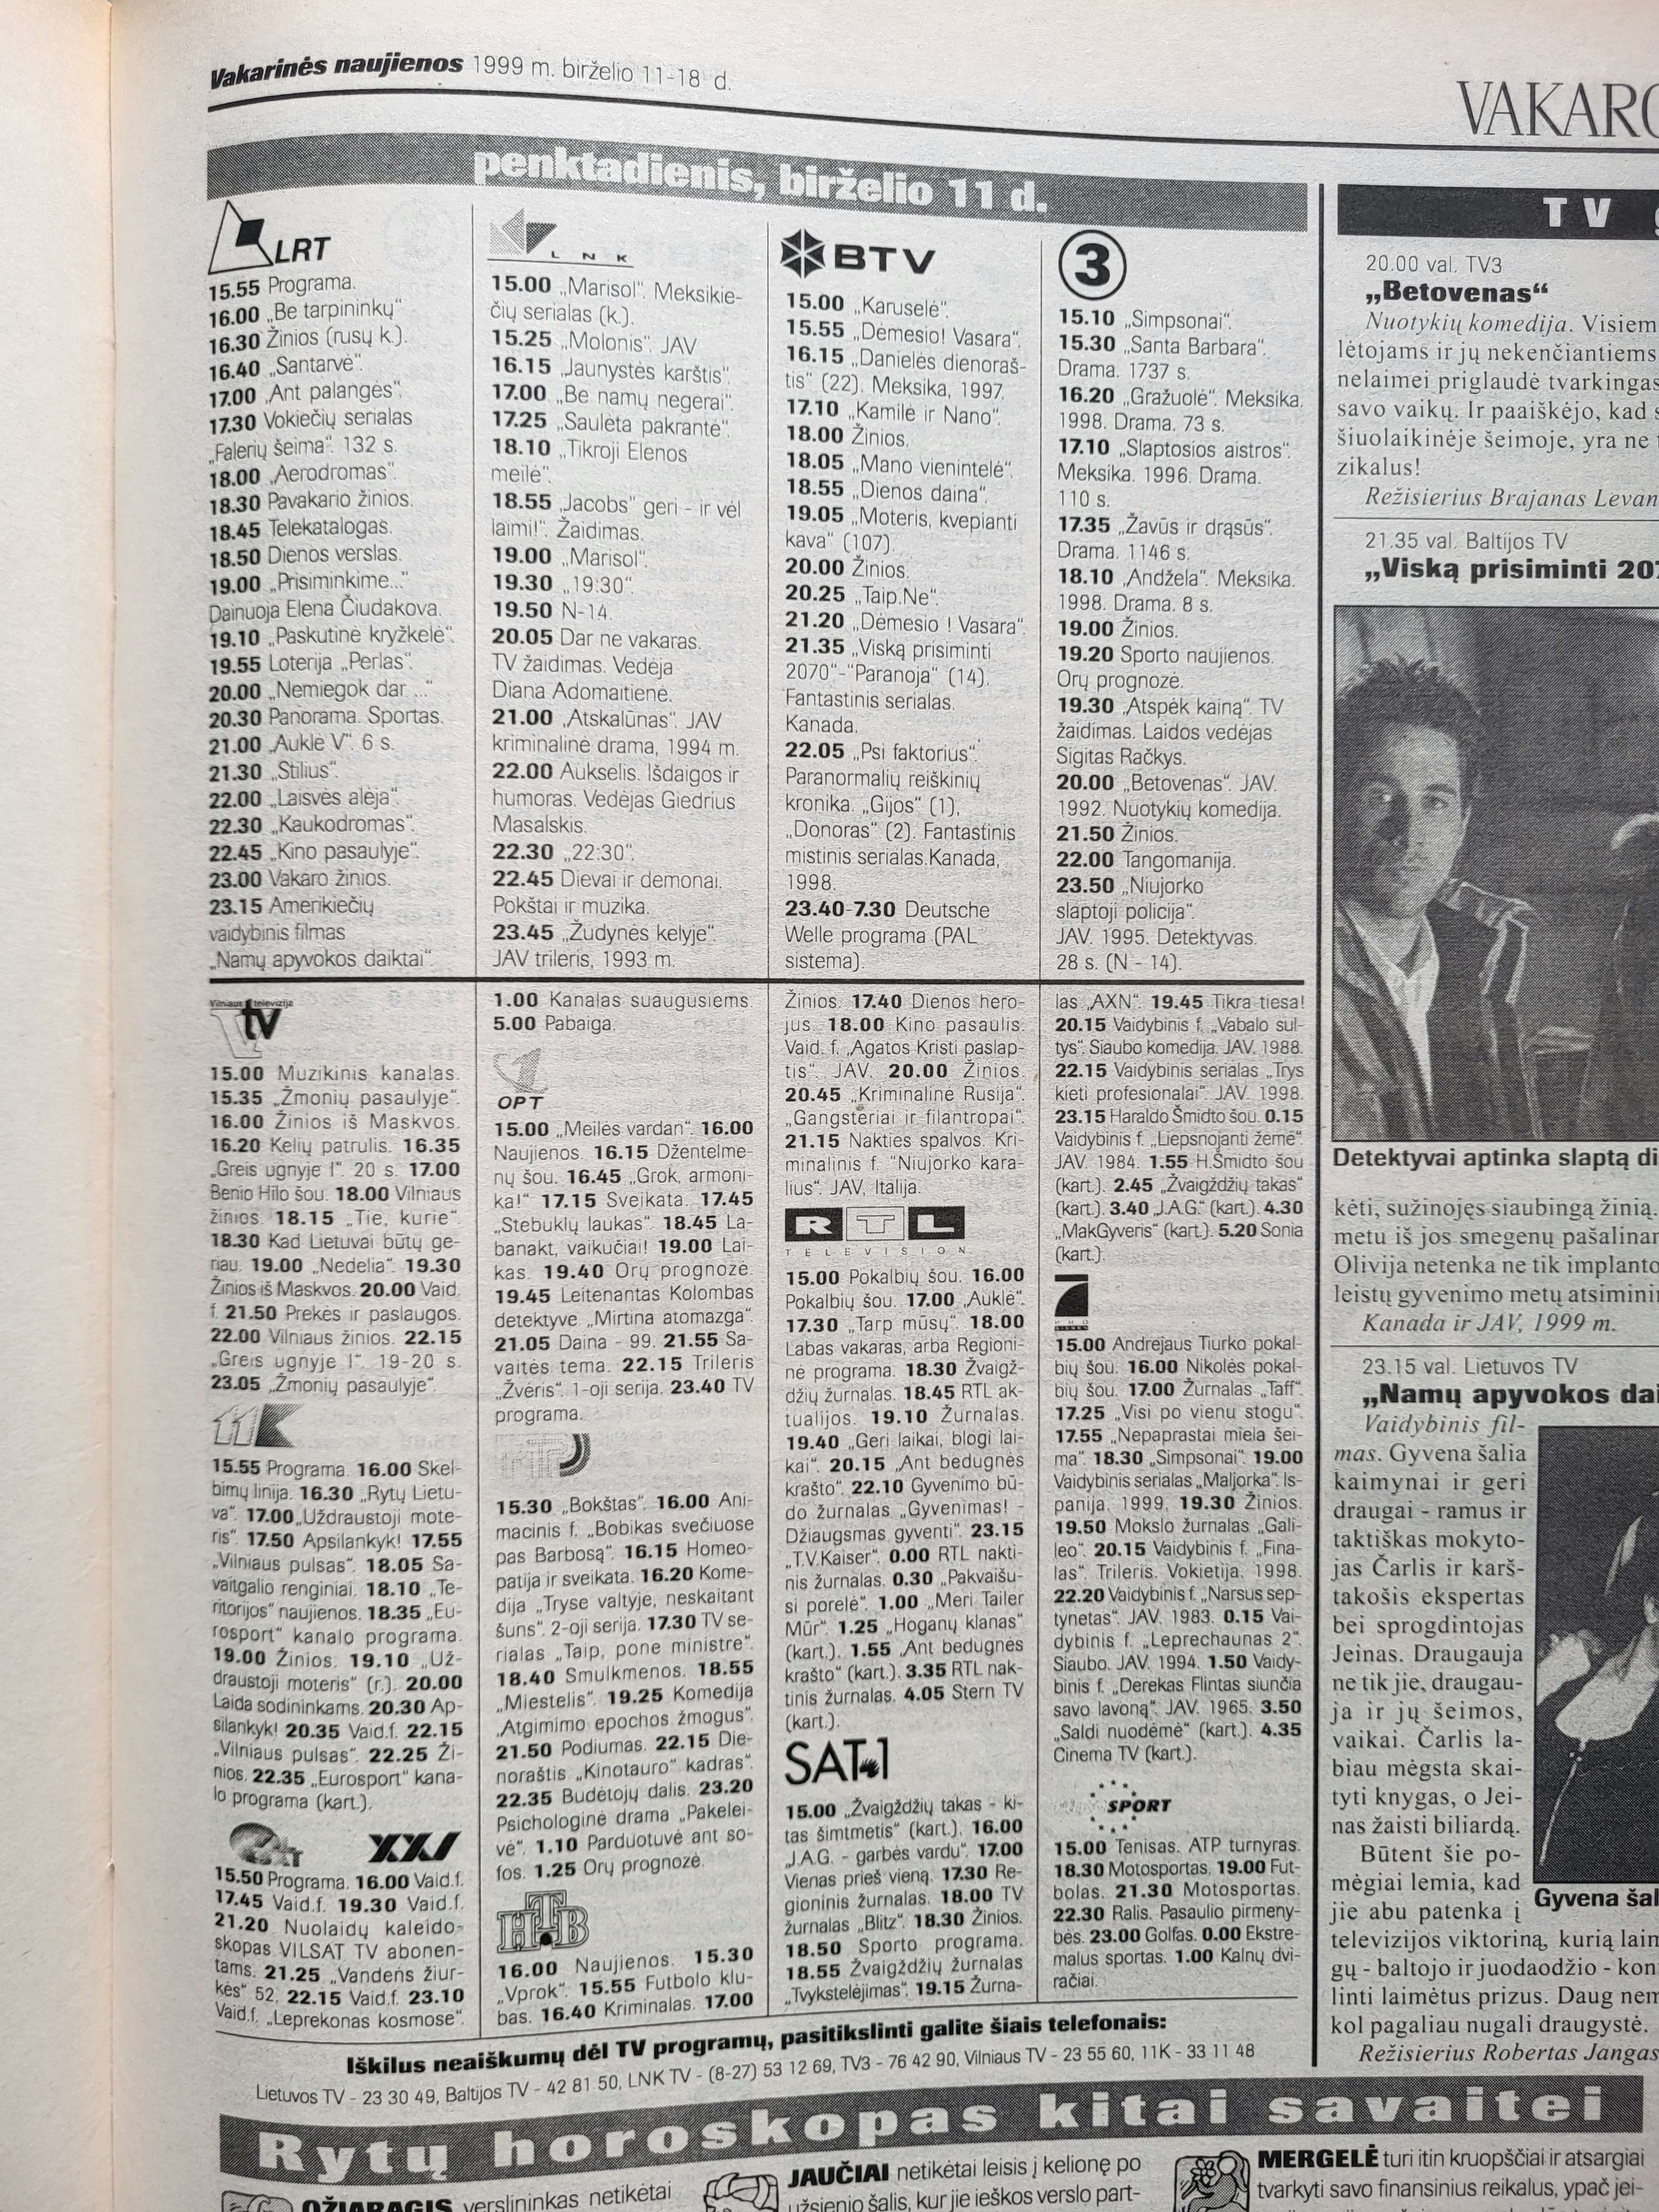 Vakarinės naujienos 1999 m. birželio 11-18 d.
VAKARO
penktadienis, birželio 11 d.
LRT
15.55 Programa.
16.00 „Be tarpininkų“.
16.30 Žinios (rusų k.).
16.40 „Santarvė“.
17.00 „Ant palangės“.
17.30 Vokiečių serialas
„Falerių šeima“. 132 s.
18.00 „Aerodromas“.
18.30 Pavakario žinios.
18.45 Telekatalogas.
18.50 Dienos verslas.
19.00 „Prisiminkime...“
Dainuoja Elena Čiudakova.
19.10 „Paskutinė kryžkelė“.
19.55 Loterija „Perlas“.
20.00 „Nemiegok dar ...“
20.30 Panorama. Sportas.
21.00 „Auklė V“. 6 s.
21.30 „Stilius“.
22.00 „Laisvės alėja“.
22.30 „Kaukodromas“.
22.45 „Kino pasaulyje“.
23.00 Vakaro žinios.
23.15 Amerikiečių
vaidybinis filmas
„Namų apyvokos daiktai“.
LNK
15.00 „Marisol“. Meksikie-
čių serialas (k.).
15.25 „Molonis“. JAV
16.15 „Jaunystės karštis“.
17.00 „Be namų negerai“.
17.25 „Saulėta pakrantė“.
18.10 „Tikroji Elenos
meilė“.
18.55 „Jacobs“ geri - ir vėl
laimi!“. Žaidimas.
19.00 „Marisol“.
19.30 „19:30“.
19.50 N-14.
20.05 Dar ne vakaras.
TV žaidimas. Vedėja
Diana Adomaitienė.
21.00 „Atskalūnas“. JAV
kriminalinė drama, 1994 m.
22.00 Aukselis. Išdaigos ir
humoras. Vedėjas Giedrius
Masalskis.
22.30 „22:30“.
22.45 Dievai ir demonai.
Pokštai ir muzika.
23.45 „Žudynės kelyje“.
JAV trileris, 1993 m.
BTV
15.00 „Karuselė“.
15.55 „Dėmesio! Vasara“.
16.15 „Danielės dienoraš-
tis“ (22). Meksika, 1997.
17.10 „Kamilė ir Nano“.
18.00 Žinios.
18.05 „Mano vienintelė“.
18.55 „Dienos daina“.
19.05 „Moteris, kvepianti
kava“ (107).
20.00 Žinios.
20.25 „Taip.Ne“.
21.20 „Dėmesio ! Vasara“.
21.35 „Viską prisiminti
2070“-“Paranoja“ (14).
Fantastinis serialas.
Kanada.
22.05 „Psi faktorius“.
Paranormalių reiškinių
kronika. „Gijos“ (1),
„Donoras“ (2). Fantastinis
mistinis serialas.Kanada,
1998.
23.40-7.30 Deutsche
Welle programa (PAL
sistema).
3
15.10 „Simpsonai“.
15.30 „Santa Barbara“.
Drama. 1737 s.
16.20 „Gražuolė“. Meksika.
1998. Drama. 73 s.
17.10 „Slaptosios aistros“.
Meksika. 1996. Drama.
110 s.
17.35 „Žavūs ir drąsūs“.
Drama. 1146 s.
18.10 „Andžela“. Meksika.
1998. Drama. 8 s.
19.00 Žinios.
19.20 Sporto naujienos.
Orų prognozė.
19.30 „Atspėk kainą“. TV
žaidimas. Laidos vedėjas
Sigitas Račkys.
20.00 „Betovenas“. JAV.
1992. Nuotykių komedija.
21.50 Žinios.
22.00 Tangomanija.
23.50 „Niujorko
slaptoji policija“.
JAV. 1995. Detektyvas.
28 s. (N - 14).
Vilniaus televizija
tv
15.00 Muzikinis kanalas.
15.35 „Žmonių pasaulyje“.
16.00 Žinios iš Maskvos.
16.20 Kelių patrulis. 16.35
„Greis ugnyje I“. 20 s. 17.00
Benio Hilo šou. 18.00 Vilniaus
žinios. 18.15 „Tie, kurie“.
18.30 Kad Lietuvai būtų ge-
riau. 19.00 „Nedelia“. 19.30
Žinios iš Maskvos. 20.00 Vaid.
f. 21.50 Prekės ir paslaugos.
22.00 Vilniaus žinios. 22.15
„Greis ugnyje I“. 19-20 s.
23.05 „Žmonių pasaulyje“.
11K
15.55 Programa. 16.00 Skel-
bimų linija. 16.30 „Rytų Lietu-
va“. 17.00„Uždraustoji mote-
ris“. 17.50 Apsilankyk! 17.55
„Vilniaus pulsas“. 18.05 Sa-
vaitgalio renginiai. 18.10 „Te-
ritorijos“ naujienos. 18.35 „Eu-
rosport“ kanalo programa.
19.00 Žinios. 19.10 „Už-
draustoji moteris“ (r.). 20.00
Laida sodininkams. 20.30 Ap-
silankyk! 20.35 Vaid.f. 22.15
„Vilniaus pulsas“. 22.25 Ži-
nios. 22.35 „Eurosport“ kana-
lo programa (kart.).
XXI
15.50 Programa. 16.00 Vaid.f.
17.45 Vaid.f. 19.30 Vaid.f.
21.20 Nuolaidų kaleido-
skopas VILSAT TV abonen-
tams. 21.25 „Vandens žiur-
kės“ 52. 22.15 Vaid.f. 23.10
Vaid.f. „Leprekonas kosmose“.
1.00 Kanalas suaugusiems.
5.00 Pabaiga.
OPT
15.00 „Meilės vardan“. 16.00
Naujienos. 16.15 Džentelme-
nų šou. 16.45 „Grok, armoni-
ka!“ 17.15 Sveikata. 17.45
„Stebuklų laukas“. 18.45 La-
banakt, vaikučiai! 19.00 Lai-
kas. 19.40 Orų prognozė.
19.45 Leitenantas Kolombas
detektyve „Mirtina atomazga“.
21.05 Daina - 99. 21.55 Sa-
vaitės tema. 22.15 Trileris
„Žvėris“. 1-oji serija. 23.40 TV
programa.
15.30 „Bokštas“. 16.00 Ani-
macinis f. „Bobikas svečiuose
pas Barbosą“. 16.15 Homeo-
patija ir sveikata. 16.20 Kome-
dija „Tryse valtyje, neskaitant
šuns“. 2-oji serija. 17.30 TV se-
rialas „Taip, pone ministre“.
18.40 Smulkmenos. 18.55
„Miestelis“. 19.25 Komedija
„Atgimimo epochos žmogus“.
21.50 Podiumas. 22.15 Die-
noraštis „Kinotauro“ kadras“.
22.35 Budėtojų dalis. 23.20
Psichologinė drama „Pakelei-
vė“. 1.10 Parduotuvė ant so-
fos. 1.25 Orų prognozė.
НТВ
16.00 Naujienos. 15.30
„Vprok“. 15.55 Futbolo klu-
bas. 16.40 Kriminalas. 17.00
Žinios. 17.40 Dienos hero-
jus. 18.00 Kino pasaulis.
Vaid. f. „Agatos Kristi paslap-
tis“. JAV. 20.00 Žinios.
20.45 „Kriminalinė Rusija“.
„Gangsteriai ir filantropai“.
21.15 Nakties spalvos. Kri-
minalinis f. “Niujorko kara-
lius“. JAV, Italija.
RTL
TELEVISION
15.00 Pokalbių šou. 16.00
Pokalbių šou. 17.00 „Auklė“.
17.30 „Tarp mūsų“. 18.00
Labas vakaras, arba Regioni-
nė programa. 18.30 Žvaigž-
džių žurnalas. 18.45 RTL ak-
tualijos. 19.10 Žurnalas.
19.40 „Geri laikai, blogi lai-
kai“. 20.15 „Ant bedugnės
krašto“. 22.10 Gyvenimo bū-
do žurnalas „Gyvenimas! -
Džiaugsmas gyventi“. 23.15
„T.V.Kaiser“. 0.00 RTL nakti-
nis žurnalas. 0.30 „Pakvaišu-
si porelė“. 1.00 „Meri Tailer
Mūr“. 1.25 „Hoganų klanas“
(kart.). 1.55 „Ant bedugnės
krašto“ (kart.). 3.35 RTL nak-
tinis žurnalas. 4.05 Stern TV
(kart.).
SAT1
15.00 „Žvaigždžių takas - ki-
tas šimtmetis“ (kart.). 16.00
„J.A.G. - garbės vardu“. 17.00
Vienas prieš vieną. 17.30 Re-
gioninis žurnalas. 18.00 TV
žurnalas „Blitz“. 18.30 Žinios.
18.50 Sporto programa.
18.55 Žvaigždžių žurnalas
„Tvykstelėjimas“. 19.15 Žurna-
las „AXN“. 19.45 Tikra tiesa!
20.15 Vaidybinis f. „Vabalo sul-
tys“. Siaubo komedija. JAV. 1988.
22.15 Vaidybinis serialas „Trys
kieti profesionalai“. JAV. 1998.
23.15 Haraldo Šmidto šou. 0.15
Vaidybinis f. „Liepsnojanti žemė“.
JAV. 1984. 1.55 H.Šmidto šou
(kart.). 2.45 „Žvaigždžių takas“
(kart.). 3.40 „J.A.G.“ (kart.). 4.30
„MakGyveris“ (kart.). 5.20 Sonia
(kart.).
15.00 Andrejaus Tiurko pokal-
bių šou. 16.00 Nikolės pokal-
bių šou. 17.00 Žurnalas „Taff“.
17.25 „Visi po vienu stogu“.
17.55 „Nepaprastai miela šei-
ma“. 18.30 „Simpsonai“. 19.00
Vaidybinis serialas „Maljorka“. Is-
panija, 1999. 19.30 Žinios.
19.50 Mokslo žurnalas „Gali-
leo“. 20.15 Vaidybinis f. „Fina-
las“. Trileris. Vokietija. 1998.
22.20 Vaidybinis f. „Narsus sep-
tynetas“. JAV. 1983. 0.15 Vai-
dybinis f. „Leprechaunas 2“.
Siaubo. JAV. 1994. 1.50 Vaidy-
binis f. „Derekas Flintas siunčia
savo lavoną“. JAV. 1965. 3.50
„Saldi nuodėmė“ (kart.). 4.35
Cinema TV (kart.).
SPORT
15.00 Tenisas. ATP turnyras.
18.30 Motosportas. 19.00 Fut-
bolas. 21.30 Motosportas.
22.30 Ralis. Pasaulio pirmeny-
bės. 23.00 Golfas. 0.00 Ekstre-
malus sportas. 1.00 Kalnų dvi-
račiai.
Iškilus neaiškumų dėl TV programų, pasitikslinti galite šiais telefonais:
Lietuvos TV - 23 30 49, Baltijos TV - 42 81 50, LNK TV - (8-27) 53 12 69, TV3 - 76 42 90, Vilniaus TV - 23 55 60, 11K - 33 11 48
TV
20.00 val. TV3
„Betovenas“
Nuotykių komedija. Visiem
lėtojams ir jų nekenčiantiems
nelaimei priglaudė tvarkingas
savo vaikų. Ir paaiškėjo, kad s
šiuolaikinėje šeimoje, yra ne t
zikalus!
Režisierius Brajanas Levan
21.35 val. Baltijos TV
„Viską prisiminti 207
Detektyvai aptinka slaptą di
kėti, sužinojęs siaubingą žinią.
metu iš jos smegenų pašalinam
Olivija netenka ne tik implanto
leistų gyvenimo metų atsiminin
Kanada ir JAV, 1999 m.
23.15 val. Lietuvos TV
„Namų apyvokos dai
Vaidybinis fil-
mas. Gyvena šalia
kaimynai ir geri
draugai - ramus ir
taktiškas mokyto-
jas Čarlis ir karš-
takošis ekspertas
bei sprogdintojas
Jeinas. Draugauja
ne tik jie, draugau-
ja ir jų šeimos,
vaikai. Čarlis la-
biau mėgsta skai-
tyti knygas, o Jei-
nas žaisti biliardą.
Būtent šie po-
mėgiai lemia, kad
jie abu patenka į
Gyvena šal
televizijos viktoriną, kurią laim
gų - baltojo ir juodaodžio - kon
linti laimėtus prizus. Daug nem
kol pagaliau nugali draugystė.
Režisierius Robertas Jangas
Rytų horoskopas kitai savaitei
OŽIARAGIS verslininkas netikėtai
JAUČIAI netikėtai leisis į kelionę po
užsienio šalis, kur jie ieškos verslo part-
MERGELĖ turi itin kruopščiai ir atsargiai
tvarkyti savo finansinius reikalus, ypač jei-